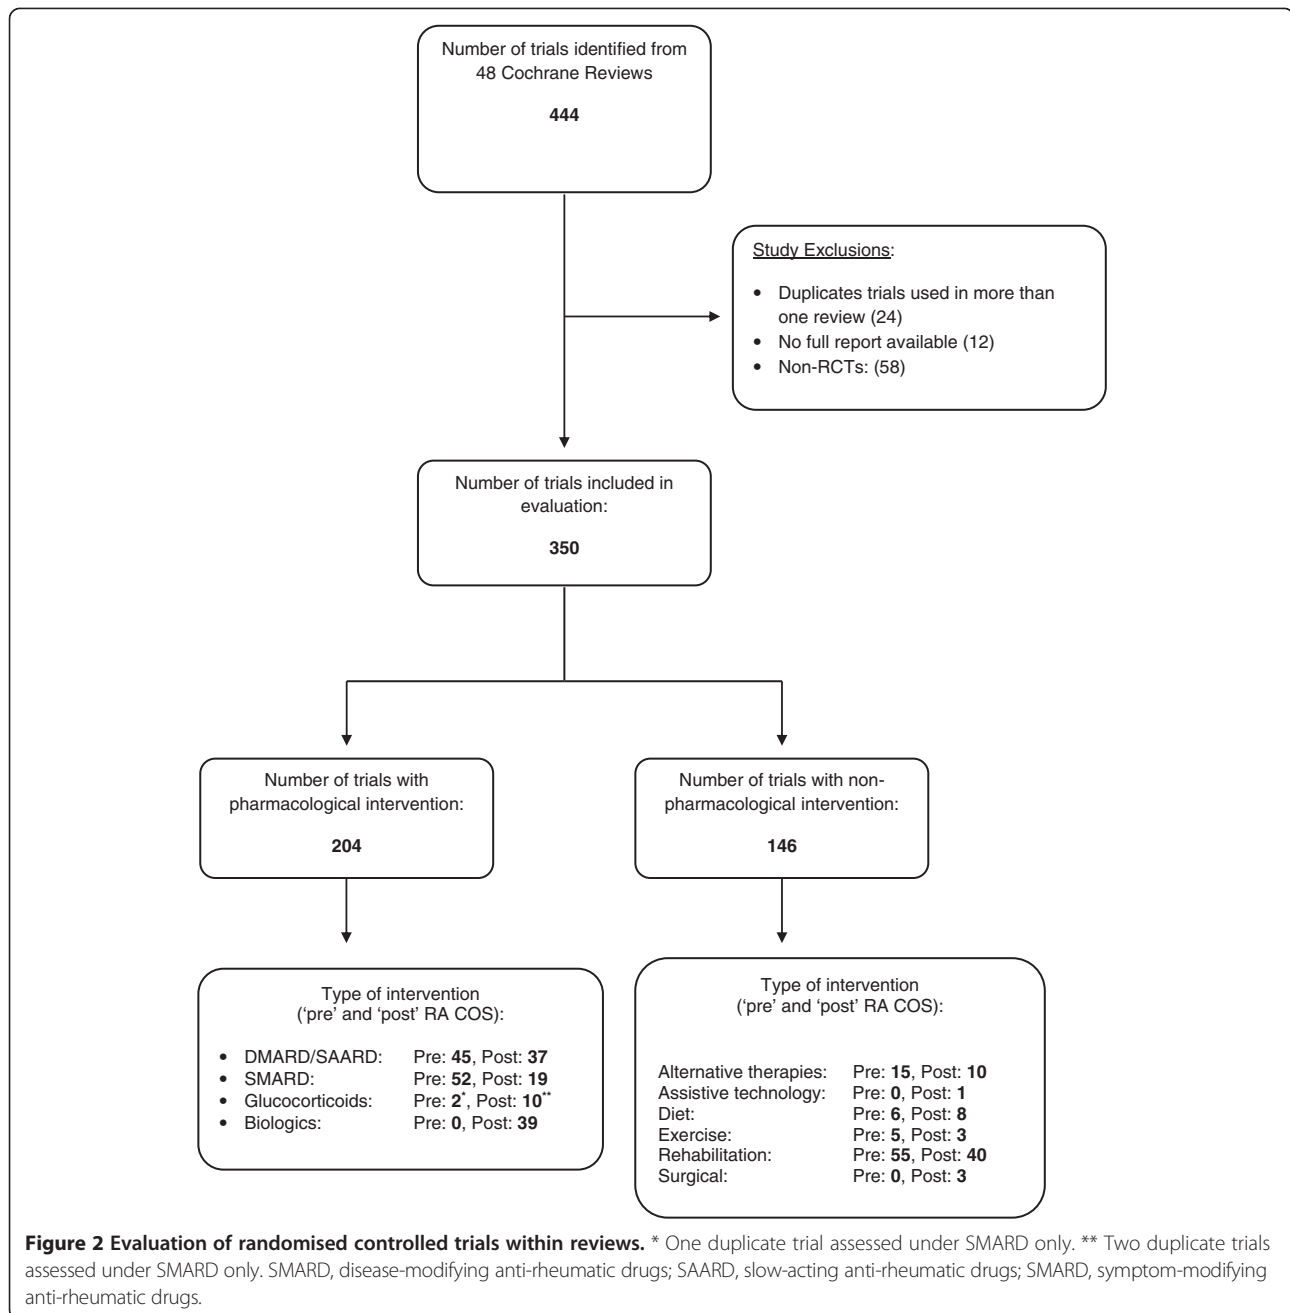 Number of trials identified from
48 Cochrane Reviews
444
Study Exclusions:
• Duplicates trials used in more than
one review (24)
• No full report available (12)
• Non-RCTs: (58)
Number of trials included in
evaluation:
350
Number of trials with
pharmacological intervention:
204
Number of trials with non-
pharmacological intervention:
146
Type of intervention
(‘pre’ and ‘post’ RA COS):
• DMARD/SAARD: Pre: 45, Post: 37
• SMARD: Pre: 52, Post: 19
• Glucocorticoids: Pre: 2*, Post: 10**
• Biologics: Pre: 0, Post: 39
Type of intervention
(‘pre’ and ‘post’ RA COS):
Alternative therapies: Pre: 15, Post: 10
Assistive technology: Pre: 0, Post: 1
Diet: Pre: 6, Post: 8
Exercise: Pre: 5, Post: 3
Rehabilitation: Pre: 55, Post: 40
Surgical: Pre: 0, Post: 3
Figure 2 Evaluation of randomised controlled trials within reviews. * One duplicate trial assessed under SMARD only. ** Two duplicate trials
assessed under SMARD only. SMARD, disease-modifying anti-rheumatic drugs; SAARD, slow-acting anti-rheumatic drugs; SMARD, symptom-modifying
anti-rheumatic drugs.